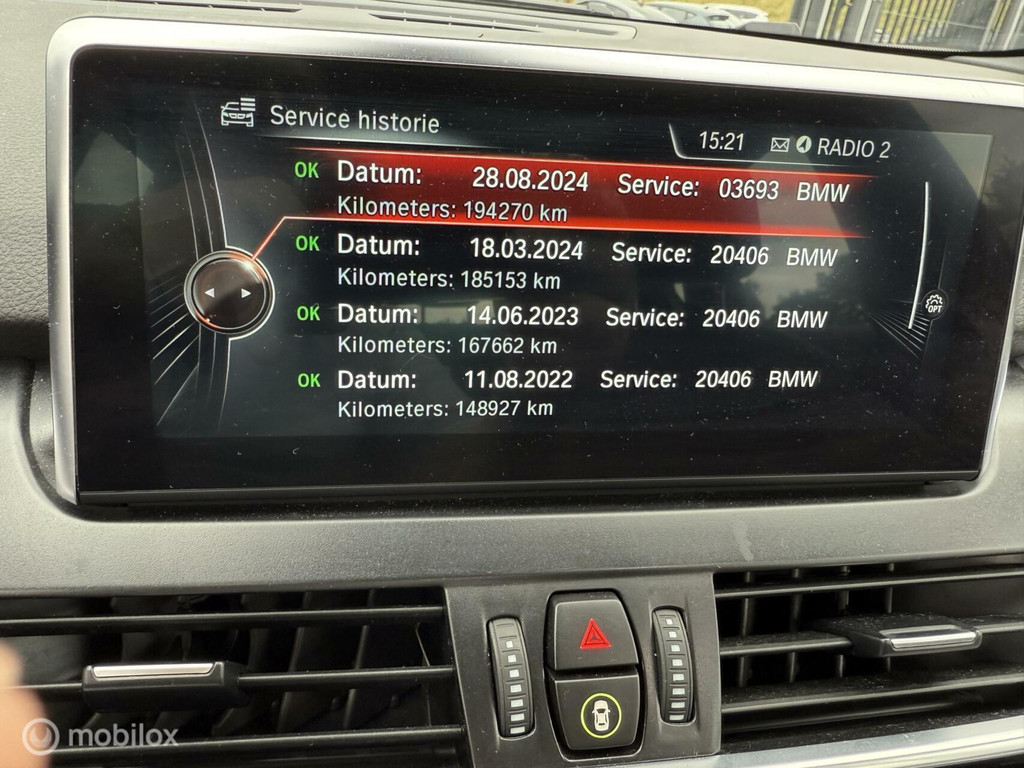 Service historie
15:21 RADIO 2
OK Datum: 28.08.2024 Service: 03693 BMW
Kilometers: 194270 km
OK Datum: 18.03.2024 Service: 20406 BMW
Kilometers: 185153 km
OK Datum: 14.06.2023 Service: 20406 BMW
Kilometers: 167662 km
OK Datum: 11.08.2022 Service: 20406 BMW
Kilometers: 148927 km
OPT
mobilox